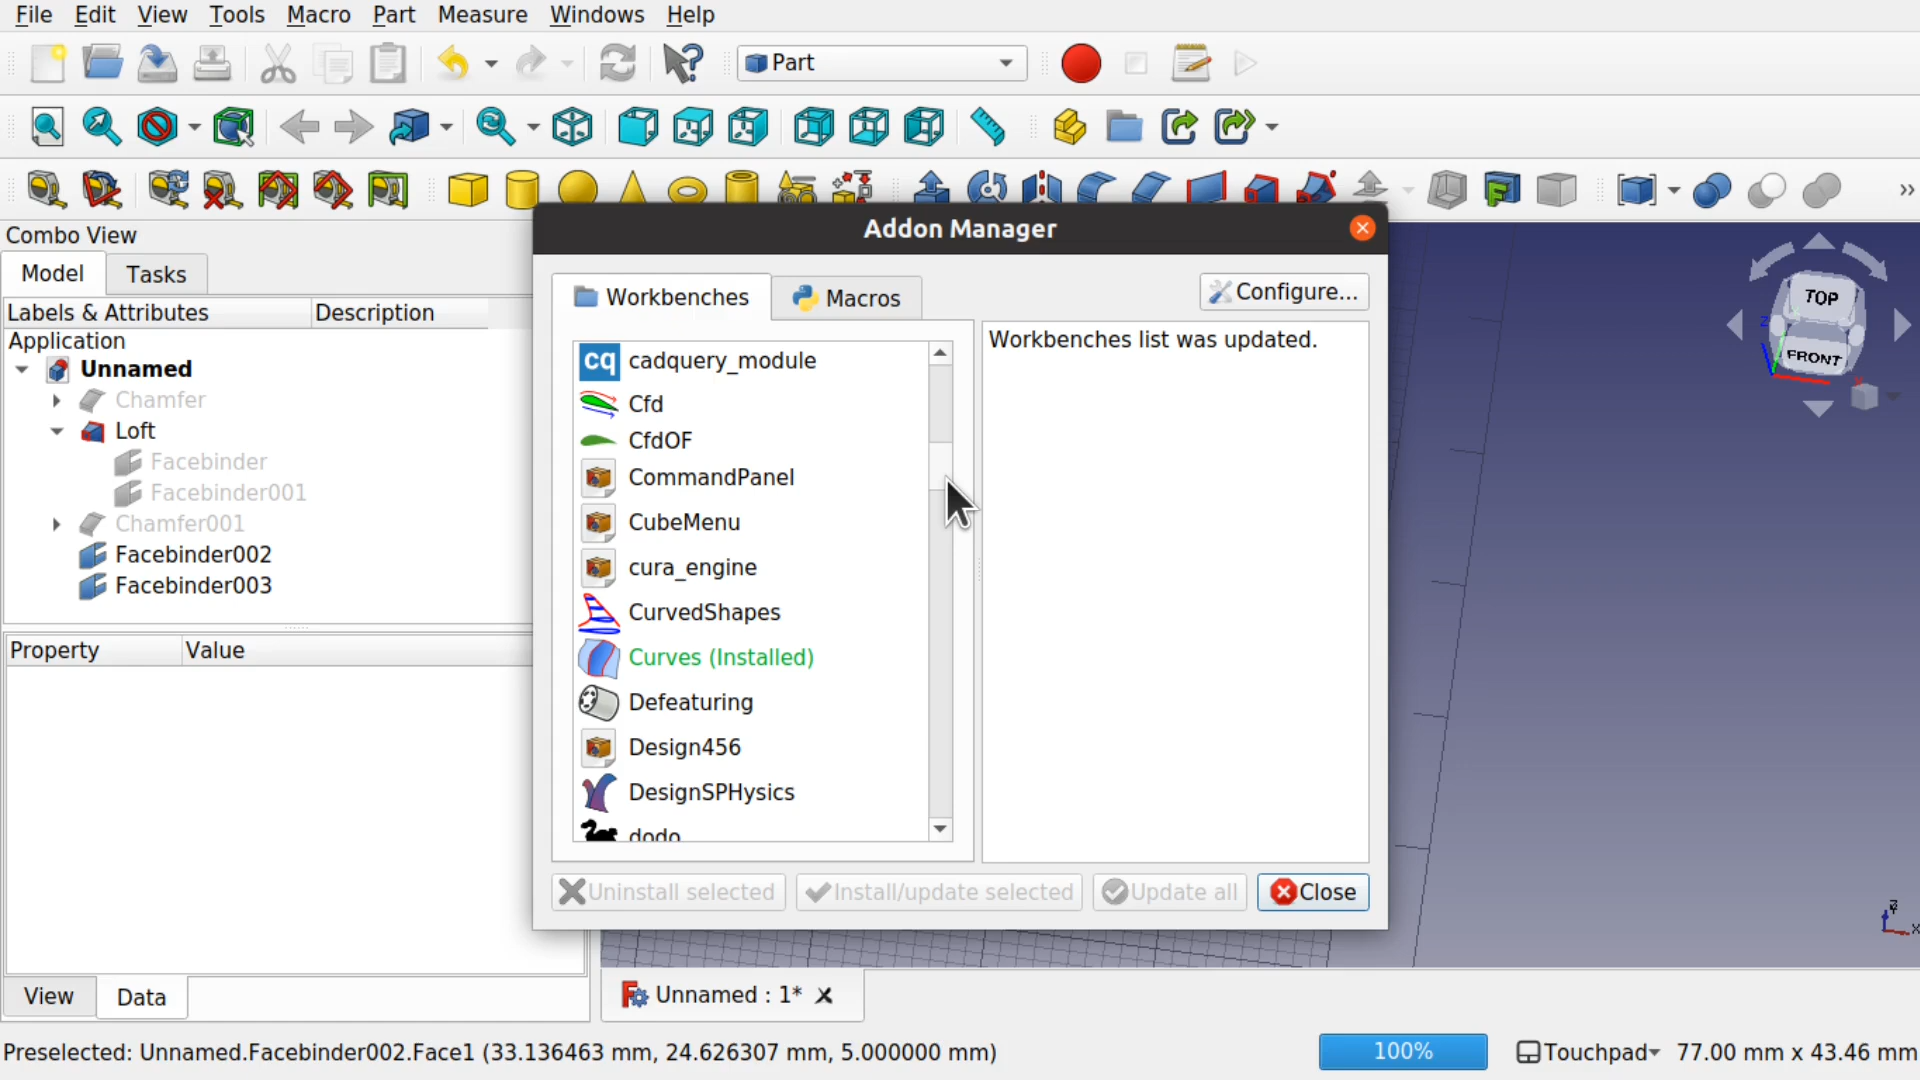 File Edit View Tools Macro Part Measure Windows Help
Part
Combo View
Model Tasks
Labels & Attributes Description
Application
Unnamed
Chamfer
Loft
Facebinder
Facebinder001
Chamfer001
Facebinder002
Facebinder003
Property Value
View Data
Addon Manager
Workbenches Macros Configure...
cq cadquery_module
Cfd
CfdOF
CommandPanel
CubeMenu
cura_engine
CurvedShapes
Curves (Installed)
Defeaturing
Design456
DesignSPHysics
dodo
Workbenches list was updated.
Uninstall selected Install/update selected Update all Close
TOP
FRONT
Z
Z
X
Unnamed : 1*
Preselected: Unnamed.Facebinder002.Face1 (33.136463 mm, 24.626307 mm, 5.000000 mm) 100% Touchpad 77.00 mm x 43.46 mm